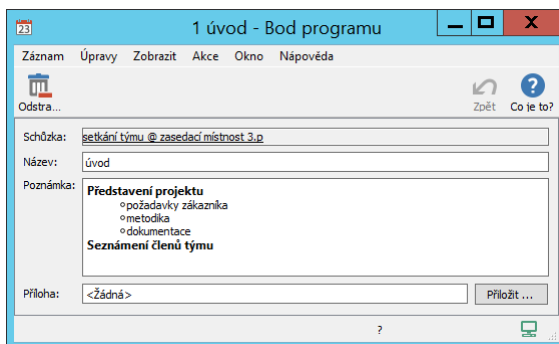 23
1 úvod - Bod programu
Záznam Úpravy Zobrazit Akce Okno Nápověda
Odstra... Zpět Co je to?
Schůzka: setkání týmu @ zasedací místnost 3.p
Název: úvod
Poznámka: Představení projektu
požadavky zákazníka
metodika
dokumentace
Seznámení členů týmu
Příloha: <Žádná> Přiložit ...
?